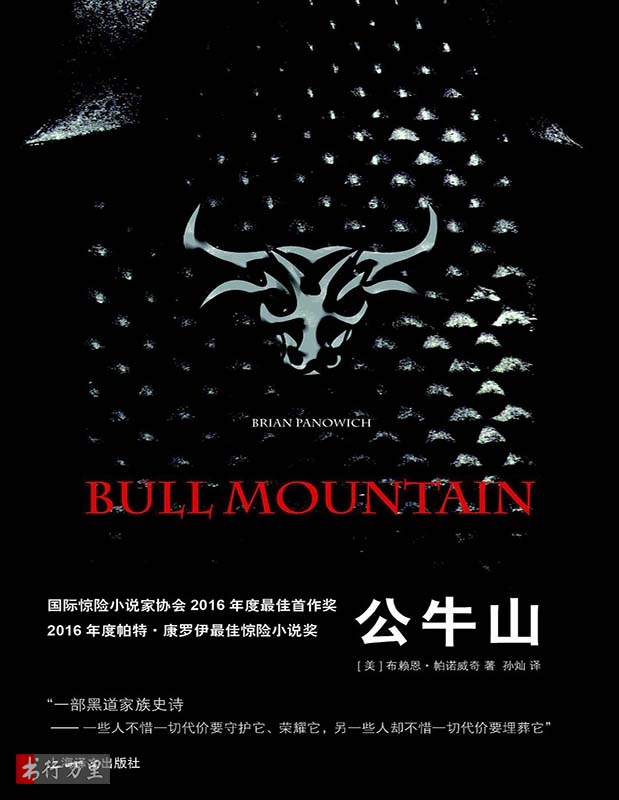 BRIAN PANOWICH
BULL MOUNTAIN
国际惊险小说家协会 2016 年度最佳首作奖
2016 年度帕特·康罗伊最佳惊险小说奖
公牛山
[美] 布赖恩·帕诺威奇 著 孙灿 译
“一部黑道家族史诗
—— 一些人不惜一切代价要守护它、荣耀它，另一些人却不惜一切代价要埋葬它”
书行万里
出版社